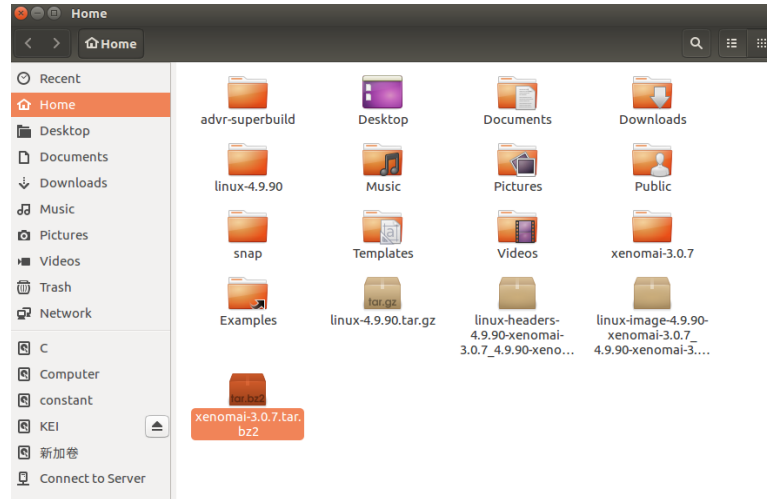 Home
Home
Recent
Home
Desktop
Documents
Downloads
Music
Pictures
Videos
Trash
Network
C
Computer
constant
KEI
新加卷
Connect to Server
advr-superbuild
Desktop
Documents
Downloads
linux-4.9.90
Music
Pictures
Public
snap
Templates
Videos
xenomai-3.0.7
Examples
tar.gz
linux-4.9.90.tar.gz
linux-headers-
4.9.90-xenomai-
3.0.7_4.9.90-xeno...
linux-image-4.9.90-
xenomai-3.0.7_
4.9.90-xenomai-3....
tar.bz2
xenomai-3.0.7.tar.
bz2